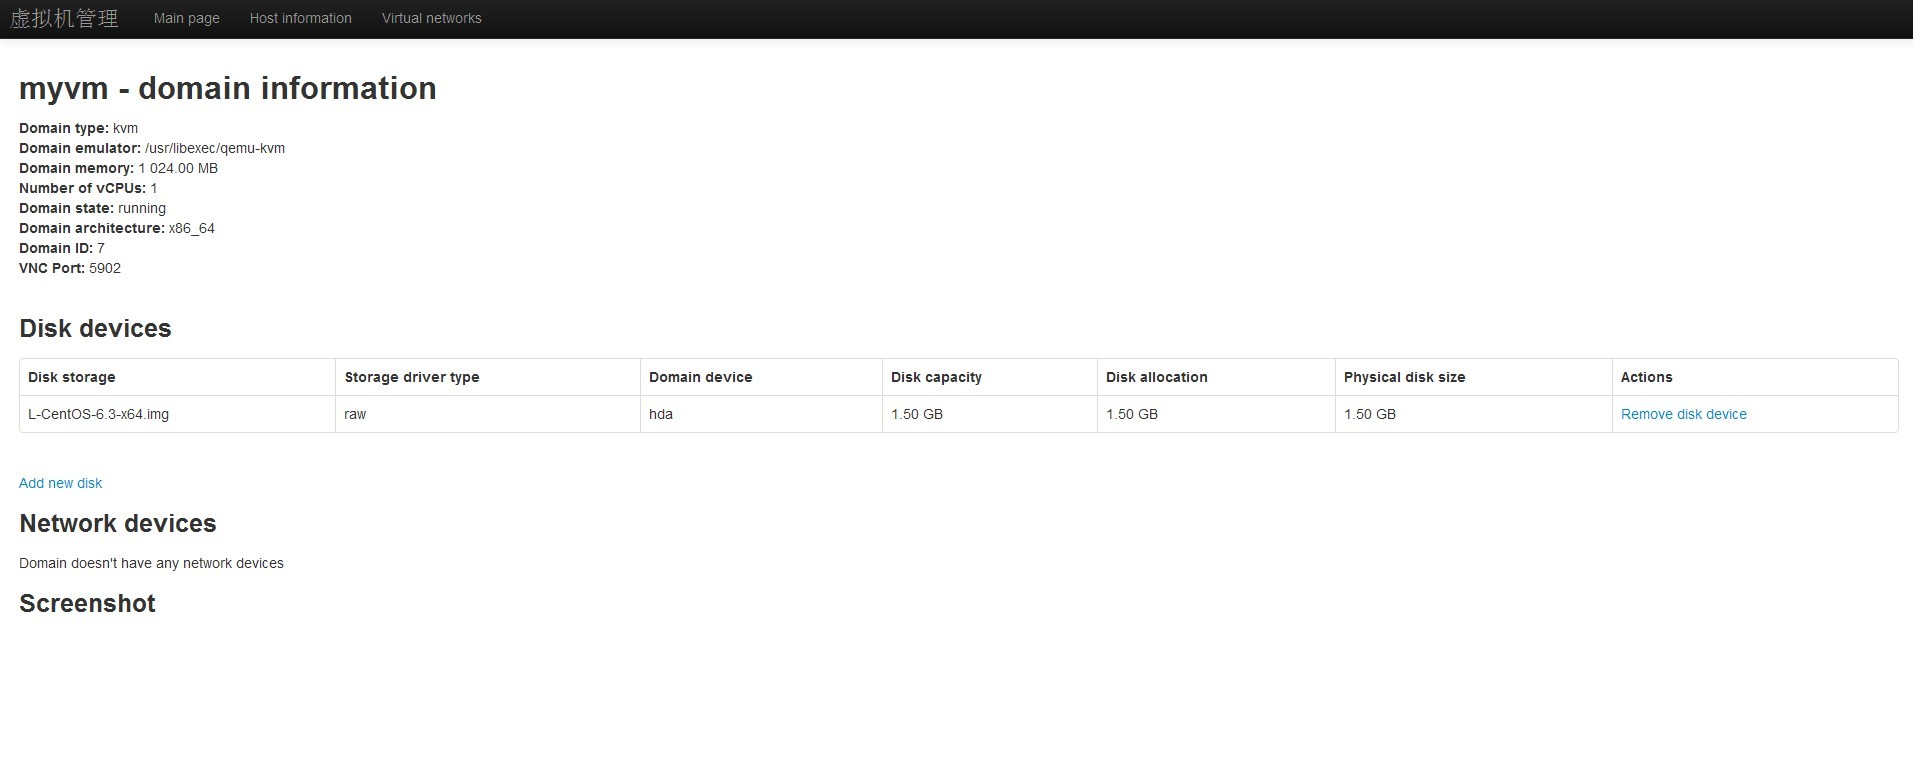 虚拟机管理 Main page Host information Virtual networks
myvm - domain information
Domain type: kvm
Domain emulator: /usr/libexec/qemu-kvm
Domain memory: 1 024.00 MB
Number of vCPUs: 1
Domain state: running
Domain architecture: x86_64
Domain ID: 7
VNC Port: 5902
Disk devices
Disk storage Storage driver type Domain device Disk capacity Disk allocation Physical disk size Actions
L-CentOS-6.3-x64.img raw hda 1.50 GB 1.50 GB 1.50 GB Remove disk device
Add new disk
Network devices
Domain doesn't have any network devices
Screenshot